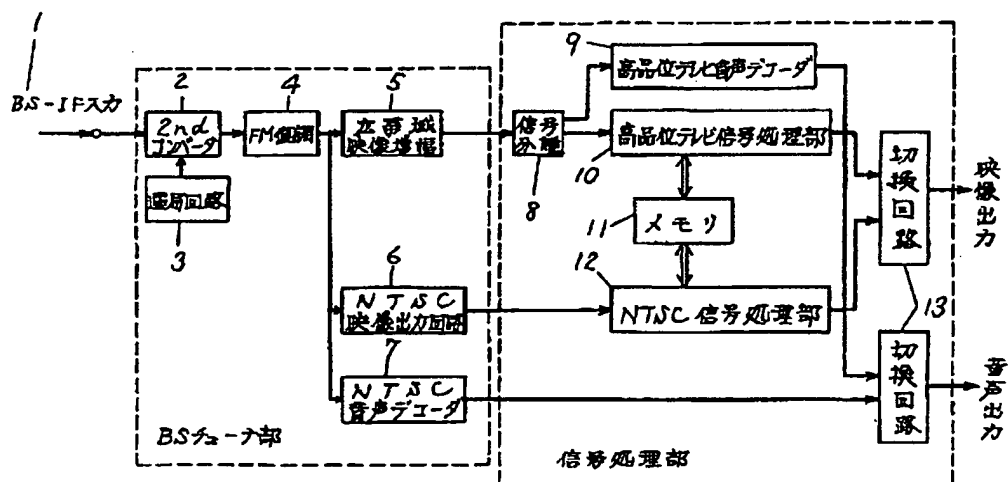 1
BS-IF入力
2
2nd
コンバータ
3
選局回路
4
FM復調
5
広帯域
映像増幅
6
NTSC
映像出力回路
7
NTSC
音声デコーダ
BSチューナ部
8
信号
分離
9
高品位テレビ音声デコーダ
10
高品位テレビ信号処理部
11
メモリ
12
NTSC信号処理部
13
切換回路
切換回路
映像出力
音声出力
信号処理部